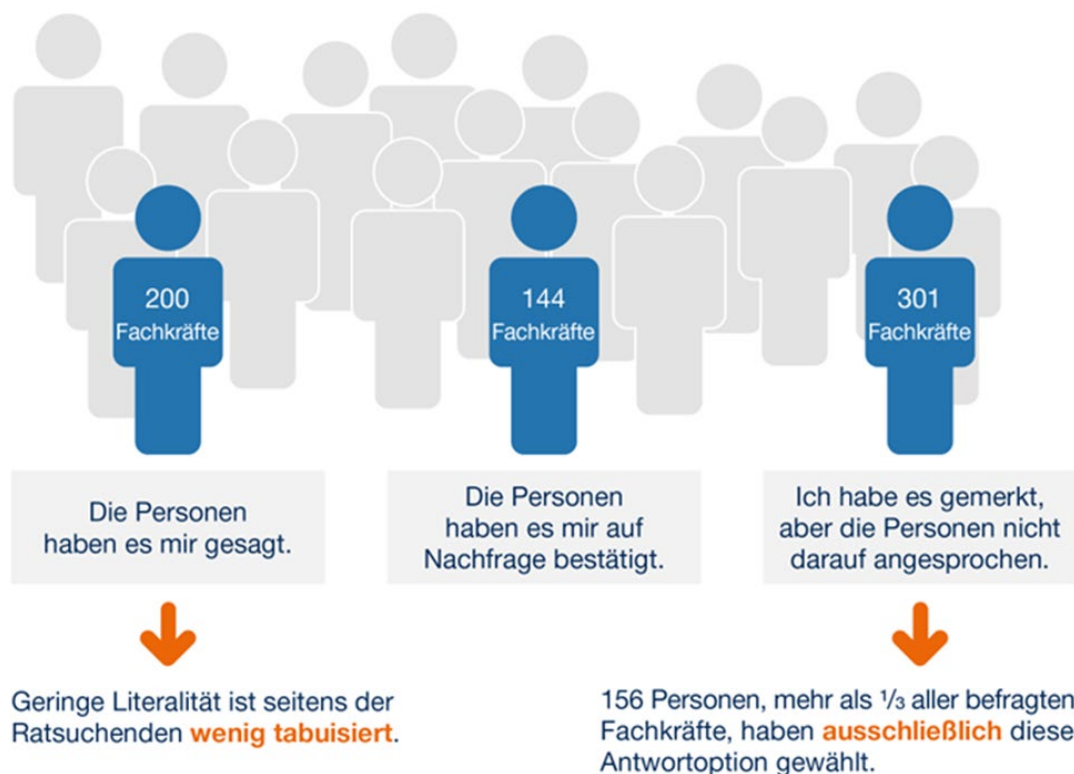 200
Fachkräfte
144
Fachkräfte
301
Fachkräfte
Die Personen
haben es mir gesagt.
Die Personen
haben es mir auf
Nachfrage bestätigt.
Ich habe es gemerkt,
aber die Personen nicht
darauf angesprochen.
Geringe Literalität ist seitens der
Ratsuchenden wenig tabuisiert.
156 Personen, mehr als ⅓ aller befragten
Fachkräfte, haben ausschließlich diese
Antwortoption gewählt.